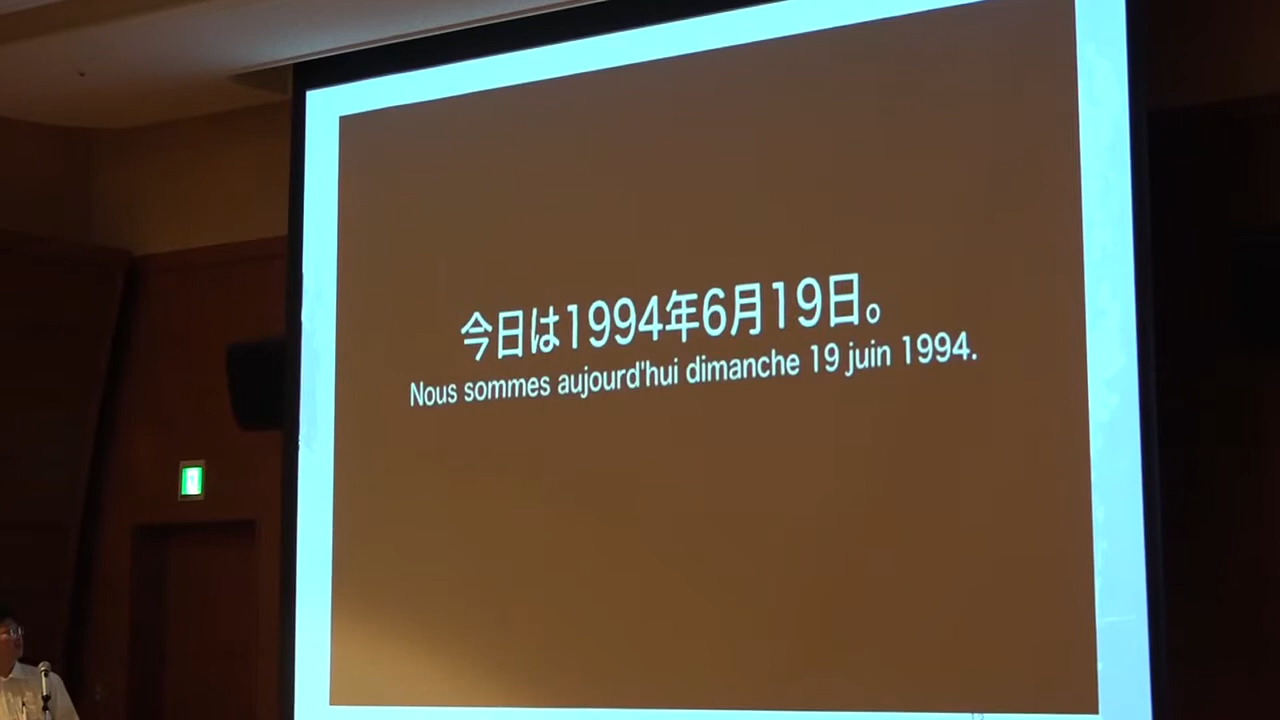 今日は1994年6月19日。
Nous sommes aujourd'hui dimanche 19 juin 1994.